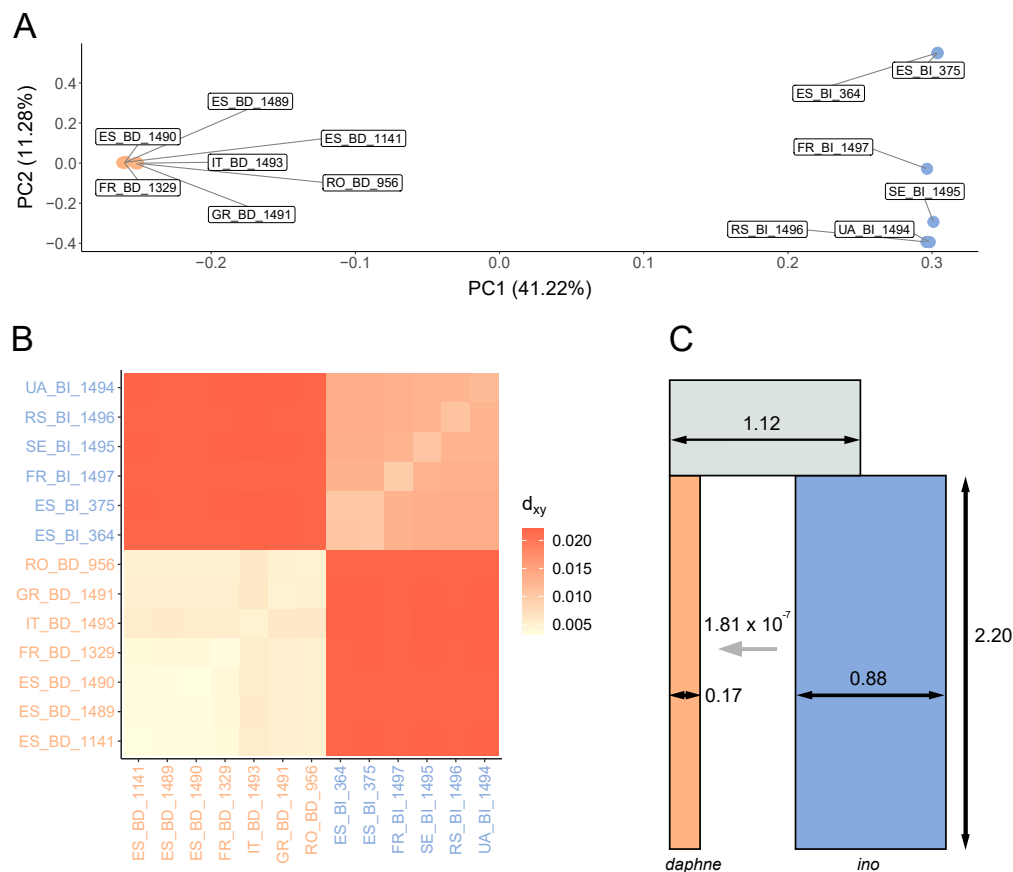 A
PC2 (11.28%)
0.4
0.2
0.0
−0.2
−0.4
ES_BD_1489
ES_BD_1490
ES_BD_1141
IT_BD_1493
FR_BD_1329
RO_BD_956
GR_BD_1491
ES_BI_375
ES_BI_364
FR_BI_1497
SE_BI_1495
RS_BI_1496
UA_BI_1494
−0.2
−0.1
0.0
0.1
0.2
0.3
PC1 (41.22%)
B
UA_BI_1494
RS_BI_1496
SE_BI_1495
FR_BI_1497
ES_BI_375
ES_BI_364
RO_BD_956
GR_BD_1491
IT_BD_1493
FR_BD_1329
ES_BD_1490
ES_BD_1489
ES_BD_1141
ES_BD_1141
ES_BD_1489
ES_BD_1490
FR_BD_1329
IT_BD_1493
GR_BD_1491
RO_BD_956
ES_BI_364
ES_BI_375
FR_BI_1497
SE_BI_1495
RS_BI_1496
UA_BI_1494
dxy
0.020
0.015
0.010
0.005
C
1.12
1.81 x 10-7
0.17
0.88
2.20
daphne
ino